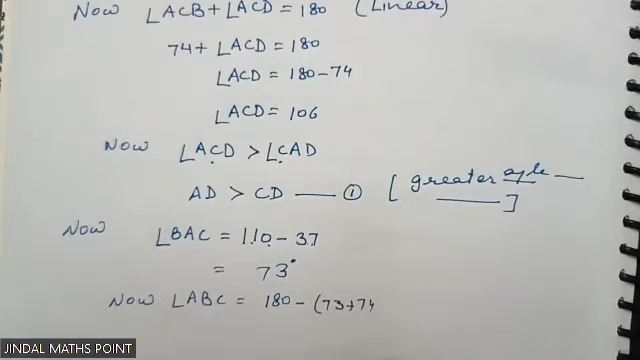 Now ∠ACB + ∠ACD = 180 (Linear)
74 + ∠ACD = 180
∠ACD = 180 - 74
∠ACD = 106
Now ∠ACD > ∠CAD
AD > CD —— ① [ greater angle —— ]
Now ∠BAC = 110 - 37
= 73°
Now ∠ABC = 180 - (73+74
JINDAL MATHS POINT